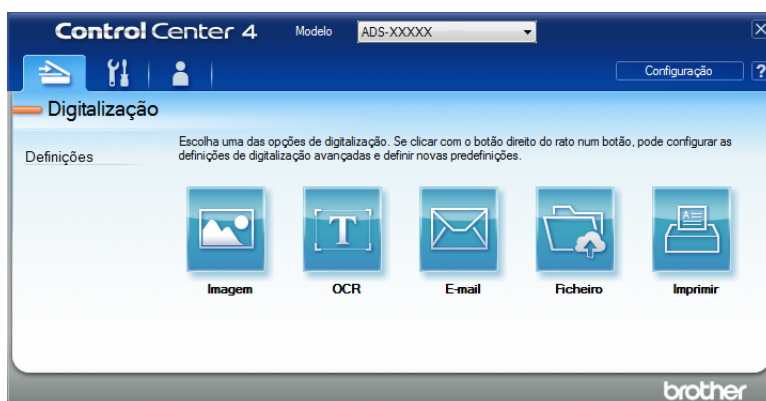 Control Center 4
Modelo
ADS-XXXXX
Configuração
?
Digitalização
Definições
Escolha uma das opções de digitalização. Se clicar com o botão direito do rato num botão, pode configurar as
definições de digitalização avançadas e definir novas predefinições.
T
A
Imagem
OCR
E-mail
Ficheiro
Imprimir
brother